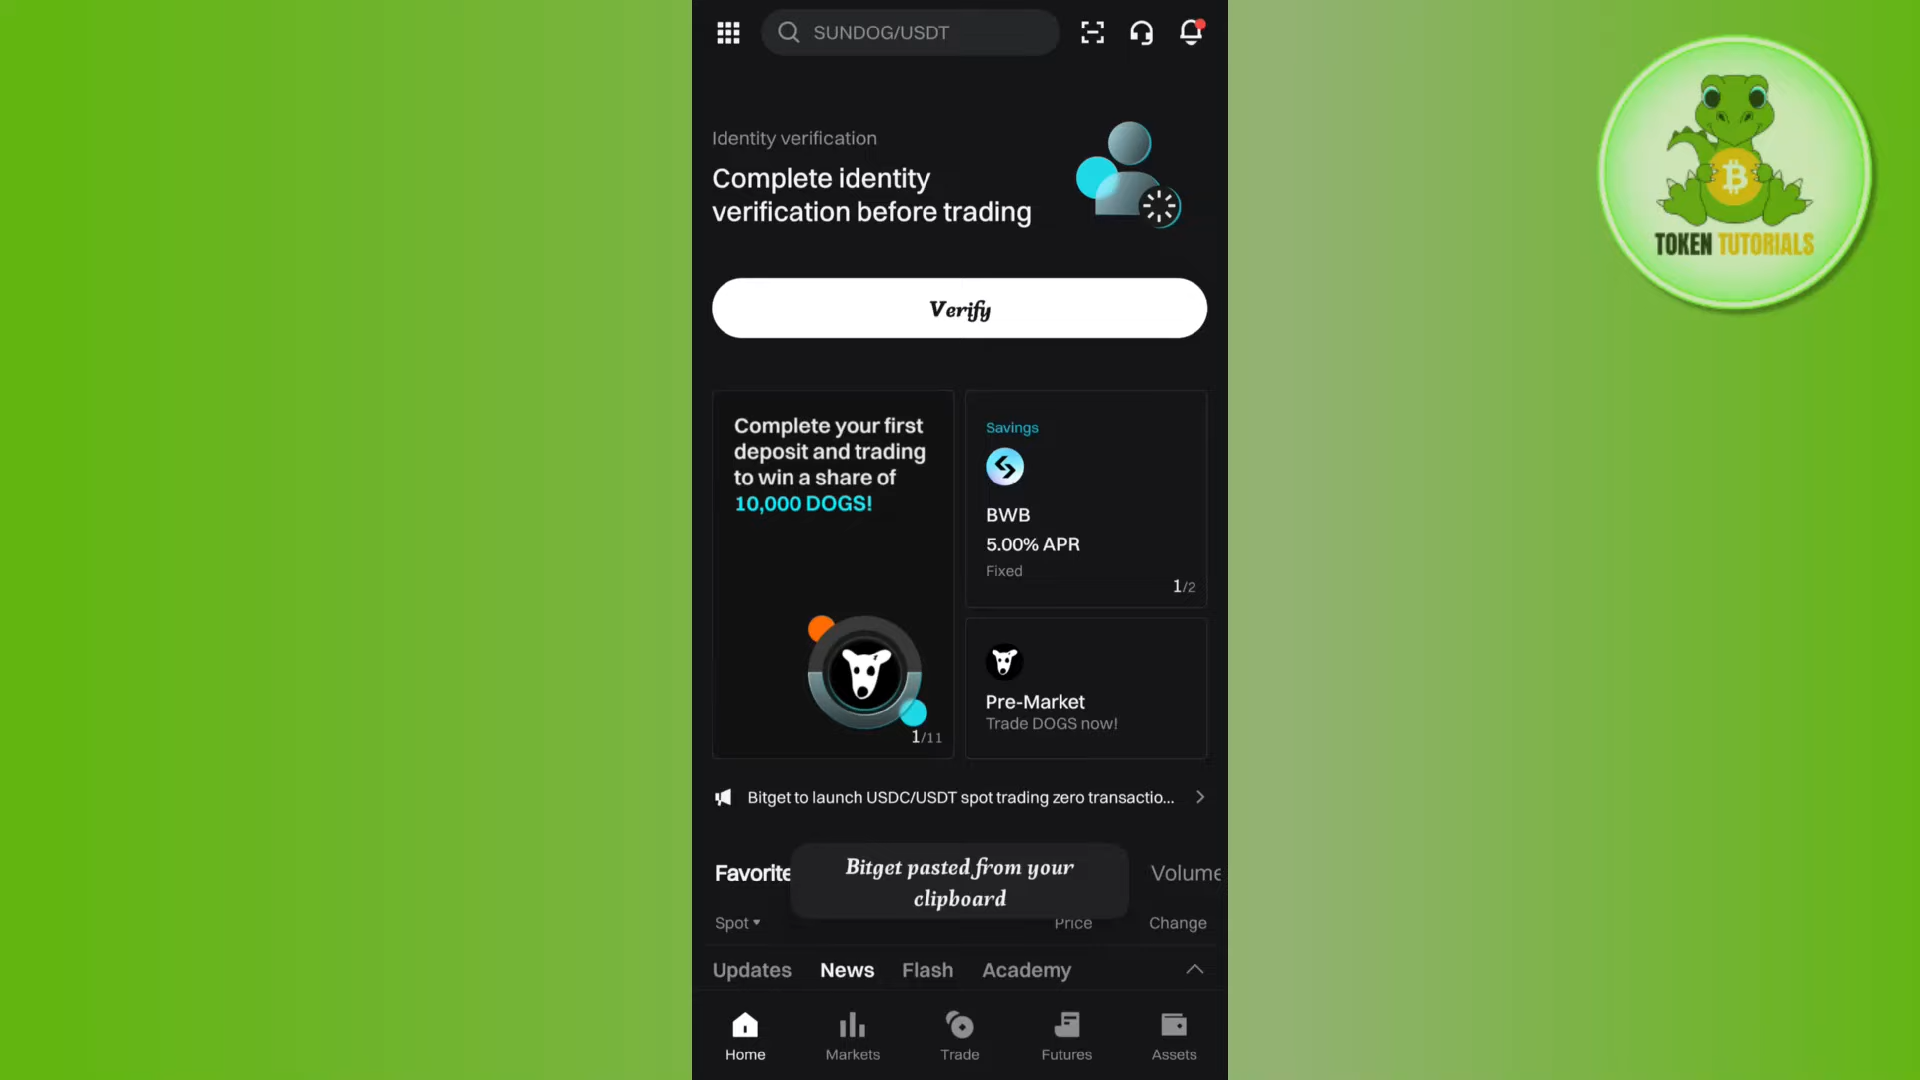 SUNDOG/USDT
Identity verification
Complete identity
verification before trading
Verify
Complete your first
deposit and trading
to win a share of
10,000 DOGS!
1/11
Savings
BWB
5.00% APR
Fixed
1/2
Pre-Market
Trade DOGS now!
Bitget to launch USDC/USDT spot trading zero transactio...
Favorite
Volume
Bitget pasted from your
clipboard
Spot
Price
Change
Updates
News
Flash
Academy
Home
Markets
Trade
Futures
Assets
TOKEN TUTORIALS